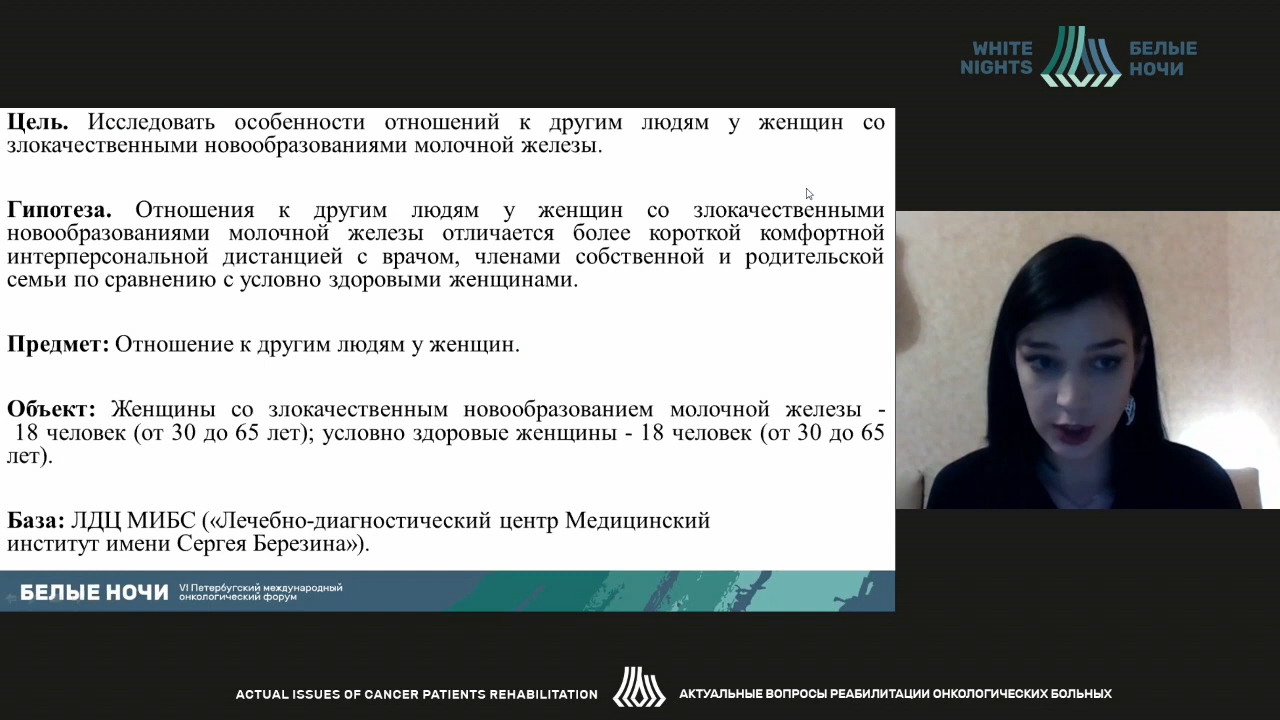 WHITE
NIGHTS
БЕЛЫЕ
НОЧИ
Цель. Исследовать особенности отношений к другим людям у женщин со
злокачественными новообразованиями молочной железы.
Гипотеза. Отношения к другим людям у женщин со злокачественными
новообразованиями молочной железы отличается более короткой комфортной
интерперсональной дистанцией с врачом, членами собственной и родительской
семьи по сравнению с условно здоровыми женщинами.
Предмет: Отношение к другим людям у женщин.
Объект: Женщины со злокачественным новообразованием молочной железы -
18 человек (от 30 до 65 лет); условно здоровые женщины - 18 человек (от 30 до 65
лет).
База: ЛДЦ МИБС («Лечебно-диагностический центр Медицинский
институт имени Сергея Березина»).
БЕЛЫЕ НОЧИ
VI Петербугский международный
онкологический форум
ACTUAL ISSUES OF CANCER PATIENTS REHABILITATION
АКТУАЛЬНЫЕ ВОПРОСЫ РЕАБИЛИТАЦИИ ОНКОЛОГИЧЕСКИХ БОЛЬНЫХ